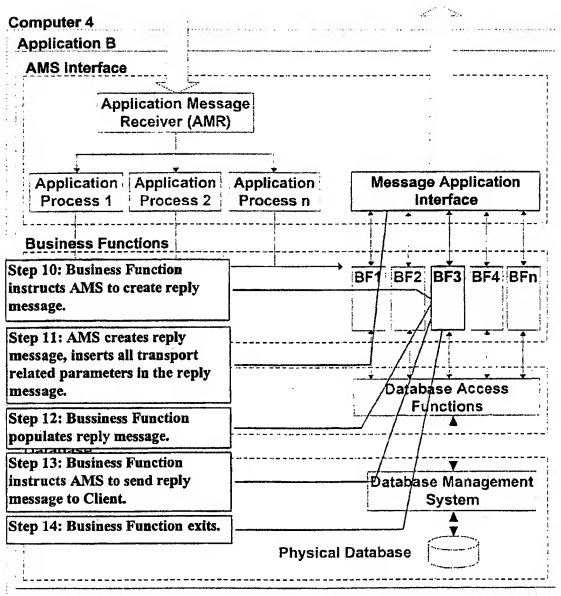 Computer 4
Application B
AMS Interface
Application Message
Receiver (AMR)
Application
Process 1
Application
Process 2
Application
Process n
Message Application
Interface
Business Functions
BF1
BF2
BF3
BF4
BFn
Step 10: Business Function
instructs AMS to create reply
message.
Step 11: AMS creates reply
message, inserts all transport
related parameters in the reply
message.
Database Access
Functions
Step 12: Bussiness Function
populates reply message.
Step 13: Business Function
instructs AMS to send reply
message to Client.
Database Management
System
Step 14: Business Function exits.
Physical Database